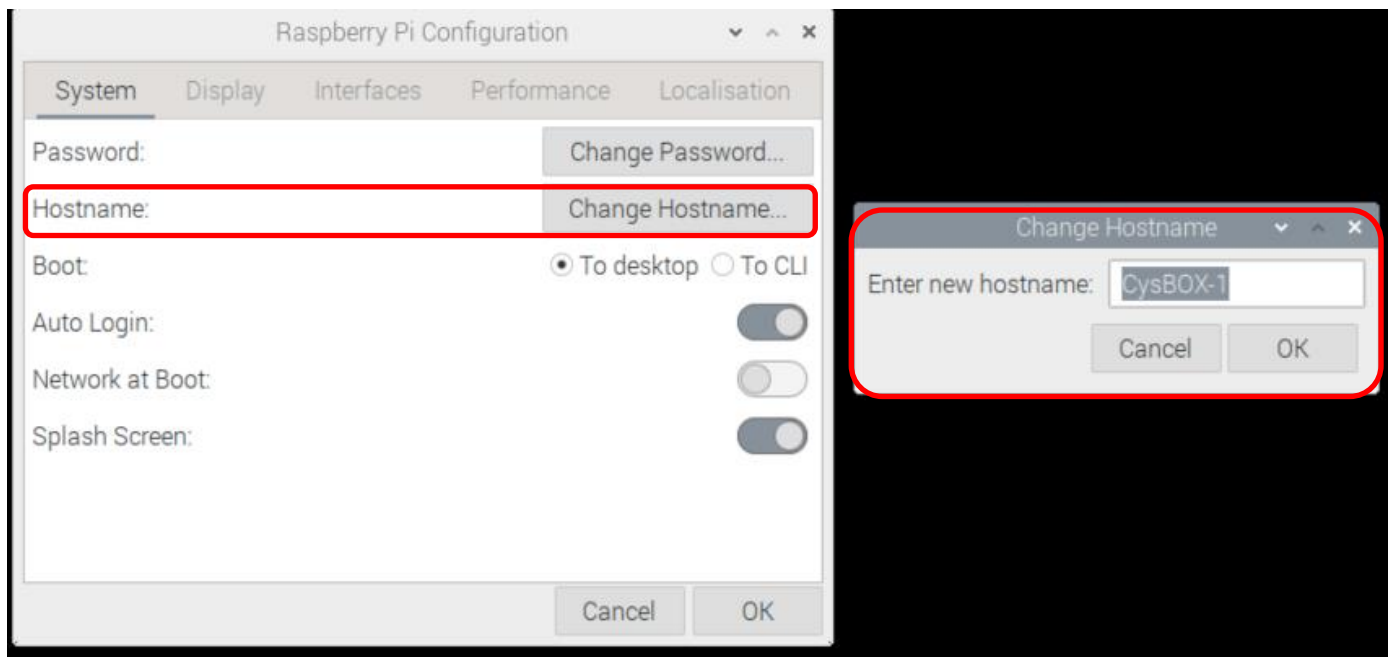 Raspberry Pi Configuration
System Display Interfaces Performance Localisation
Password: Change Password...
Hostname: Change Hostname...
Boot: To desktop To CLI
Auto Login:
Network at Boot:
Splash Screen:
Cancel OK
Change Hostname
Enter new hostname: CysBOX-1
Cancel OK